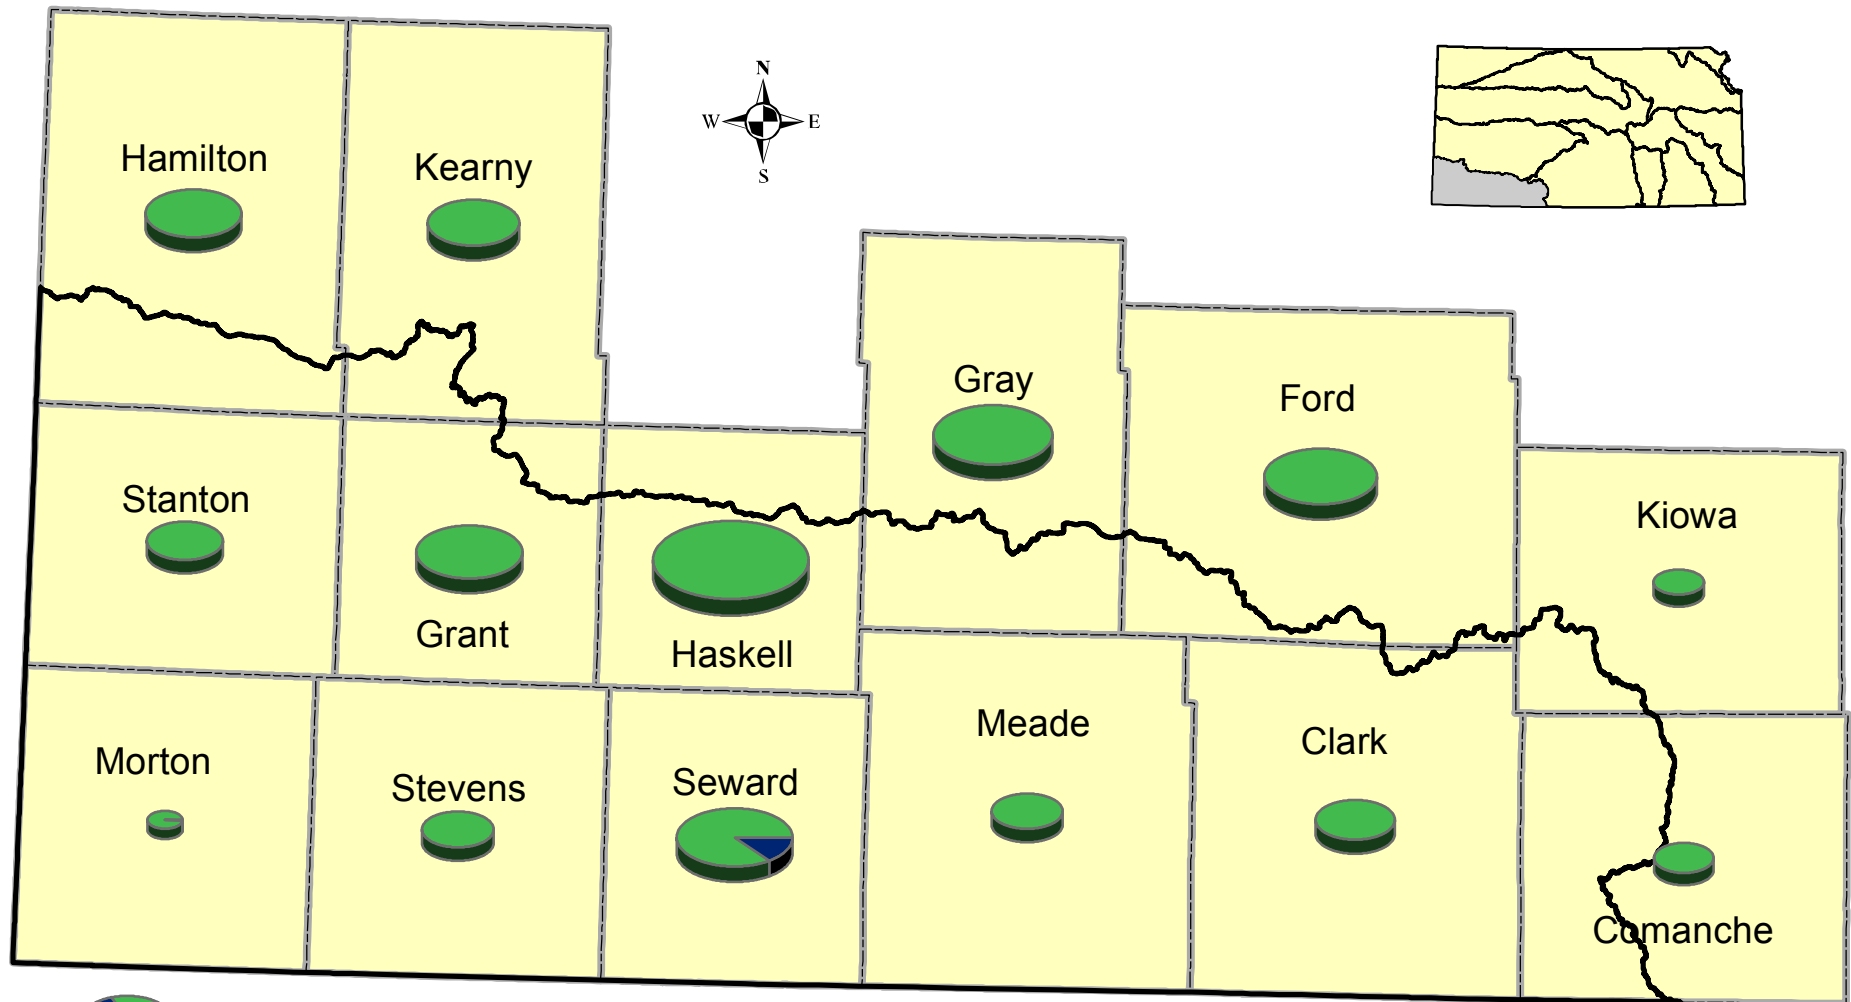 N
W E
S
Hamilton
Kearny
Gray
Ford
Stanton
Kiowa
Grant
Haskell
Meade
Clark
Morton
Stevens
Seward
Comanche